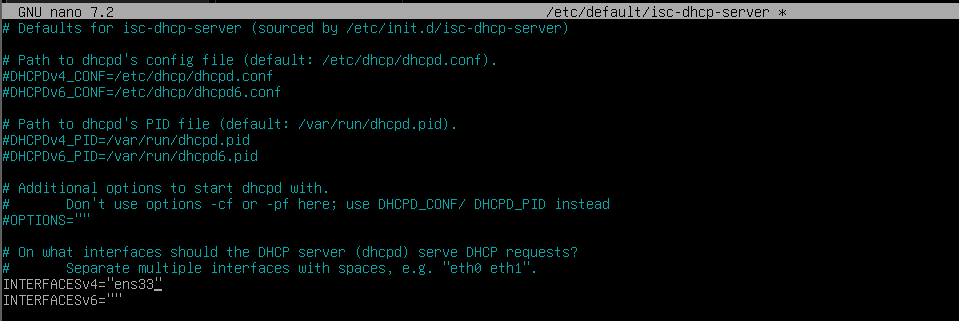 GNU nano 7.2 /etc/default/isc-dhcp-server *
# Defaults for isc-dhcp-server (sourced by /etc/init.d/isc-dhcp-server)
# Path to dhcpd's config file (default: /etc/dhcp/dhcpd.conf).
#DHCPDv4_CONF=/etc/dhcp/dhcpd.conf
#DHCPDv6_CONF=/etc/dhcp/dhcpd6.conf
# Path to dhcpd's PID file (default: /var/run/dhcpd.pid).
#DHCPDv4_PID=/var/run/dhcpd.pid
#DHCPDv6_PID=/var/run/dhcpd6.pid
# Additional options to start dhcpd with.
#       Don't use options -cf or -pf here; use DHCPD_CONF/ DHCPD_PID instead
#OPTIONS=""
# On what interfaces should the DHCP server (dhcpd) serve DHCP requests?
#       Separate multiple interfaces with spaces, e.g. "eth0 eth1".
INTERFACESv4="ens33"
INTERFACESv6=""